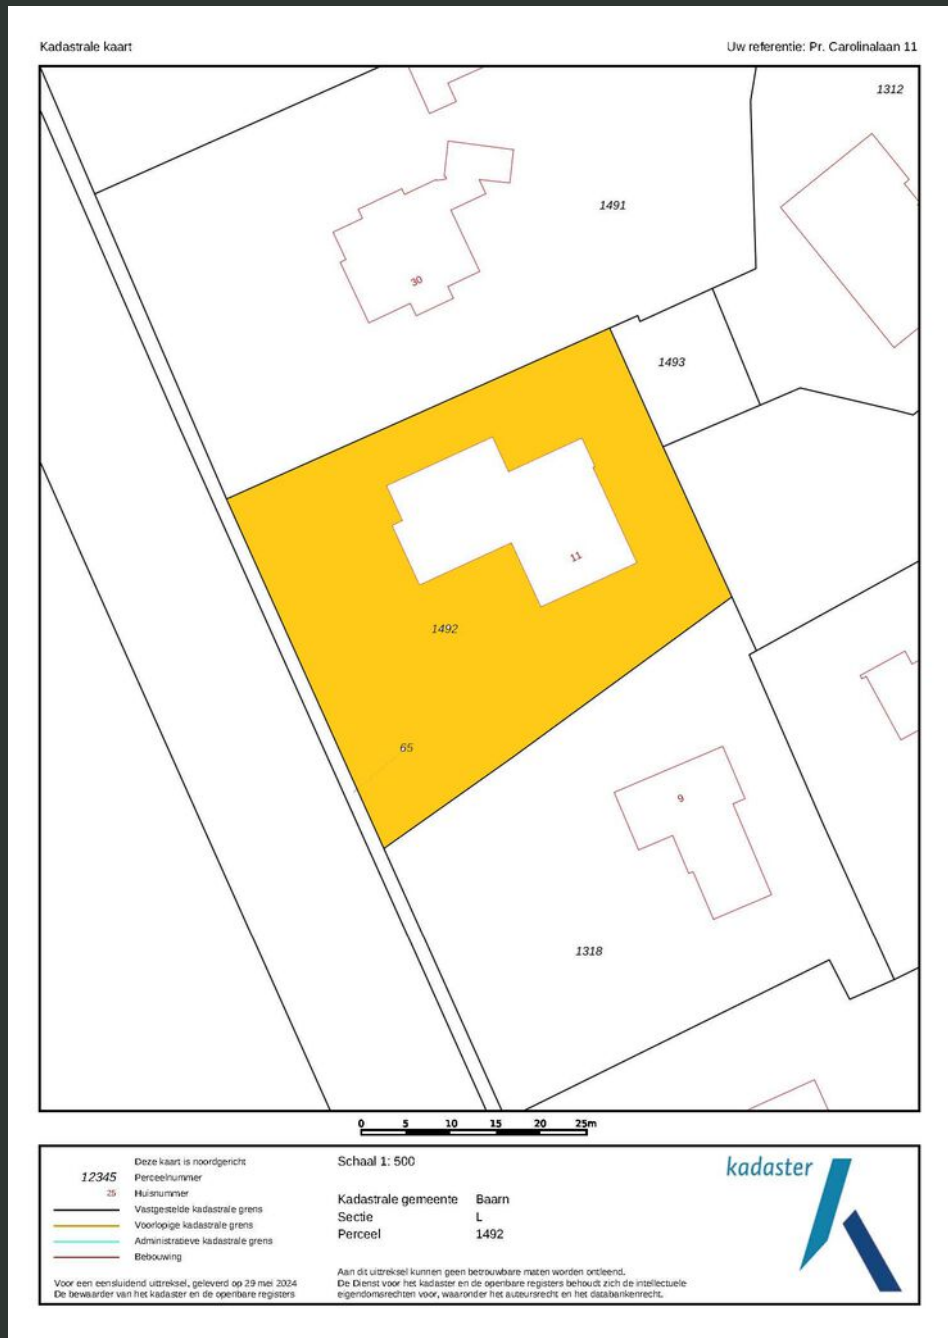 Kadastrale kaart
Uw referentie: Pr. Carolinalaan 11
1312
1491
30
1493
11
1492
65
9
1318
0 5 10 15 20 25m
Deze kaart is noordgericht
12345 Perceelnummer
25 Huisnummer
Vastgestelde kadastrale grens
Voorlopige kadastrale grens
Administratieve kadastrale grens
Bebouwing
Voor een eensluidend uittreksel, geleverd op 29 mei 2024
De bewaarder van het kadaster en de openbare registers
Schaal 1: 500
Kadastrale gemeente Baarn
Sectie L
Perceel 1492
Aan dit uittreksel kunnen geen betrouwbare maten worden ontleend.
De Dienst voor het kadaster en de openbare registers behoudt zich de intellectuele
eigendomsrechten voor, waaronder het auteursrecht en het databankenrecht.
kadaster